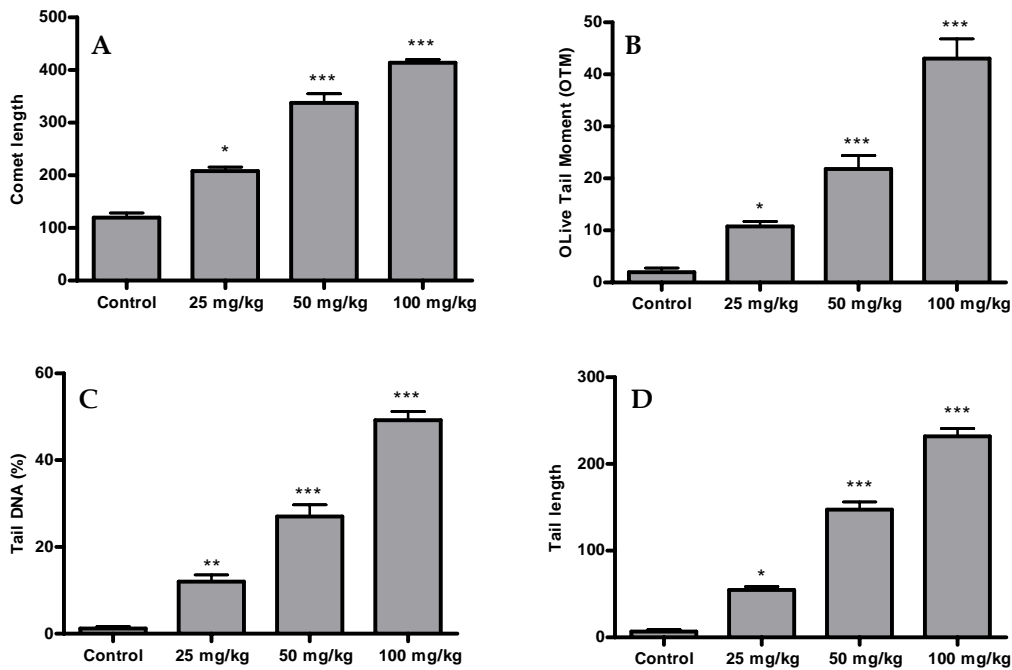 A
Comet length
500
400
300
200
100
0
*
***
***
Control 25 mg/kg 50 mg/kg 100 mg/kg
B
OLive Tail Moment (OTM)
50
40
30
20
10
0
*
***
***
Control 25 mg/kg 50 mg/kg 100 mg/kg
C
Tail DNA (%)
60
40
20
0
**
***
***
Control 25 mg/kg 50 mg/kg 100 mg/kg
D
Tail length
300
200
100
0
*
***
***
Control 25 mg/kg 50 mg/kg 100 mg/kg